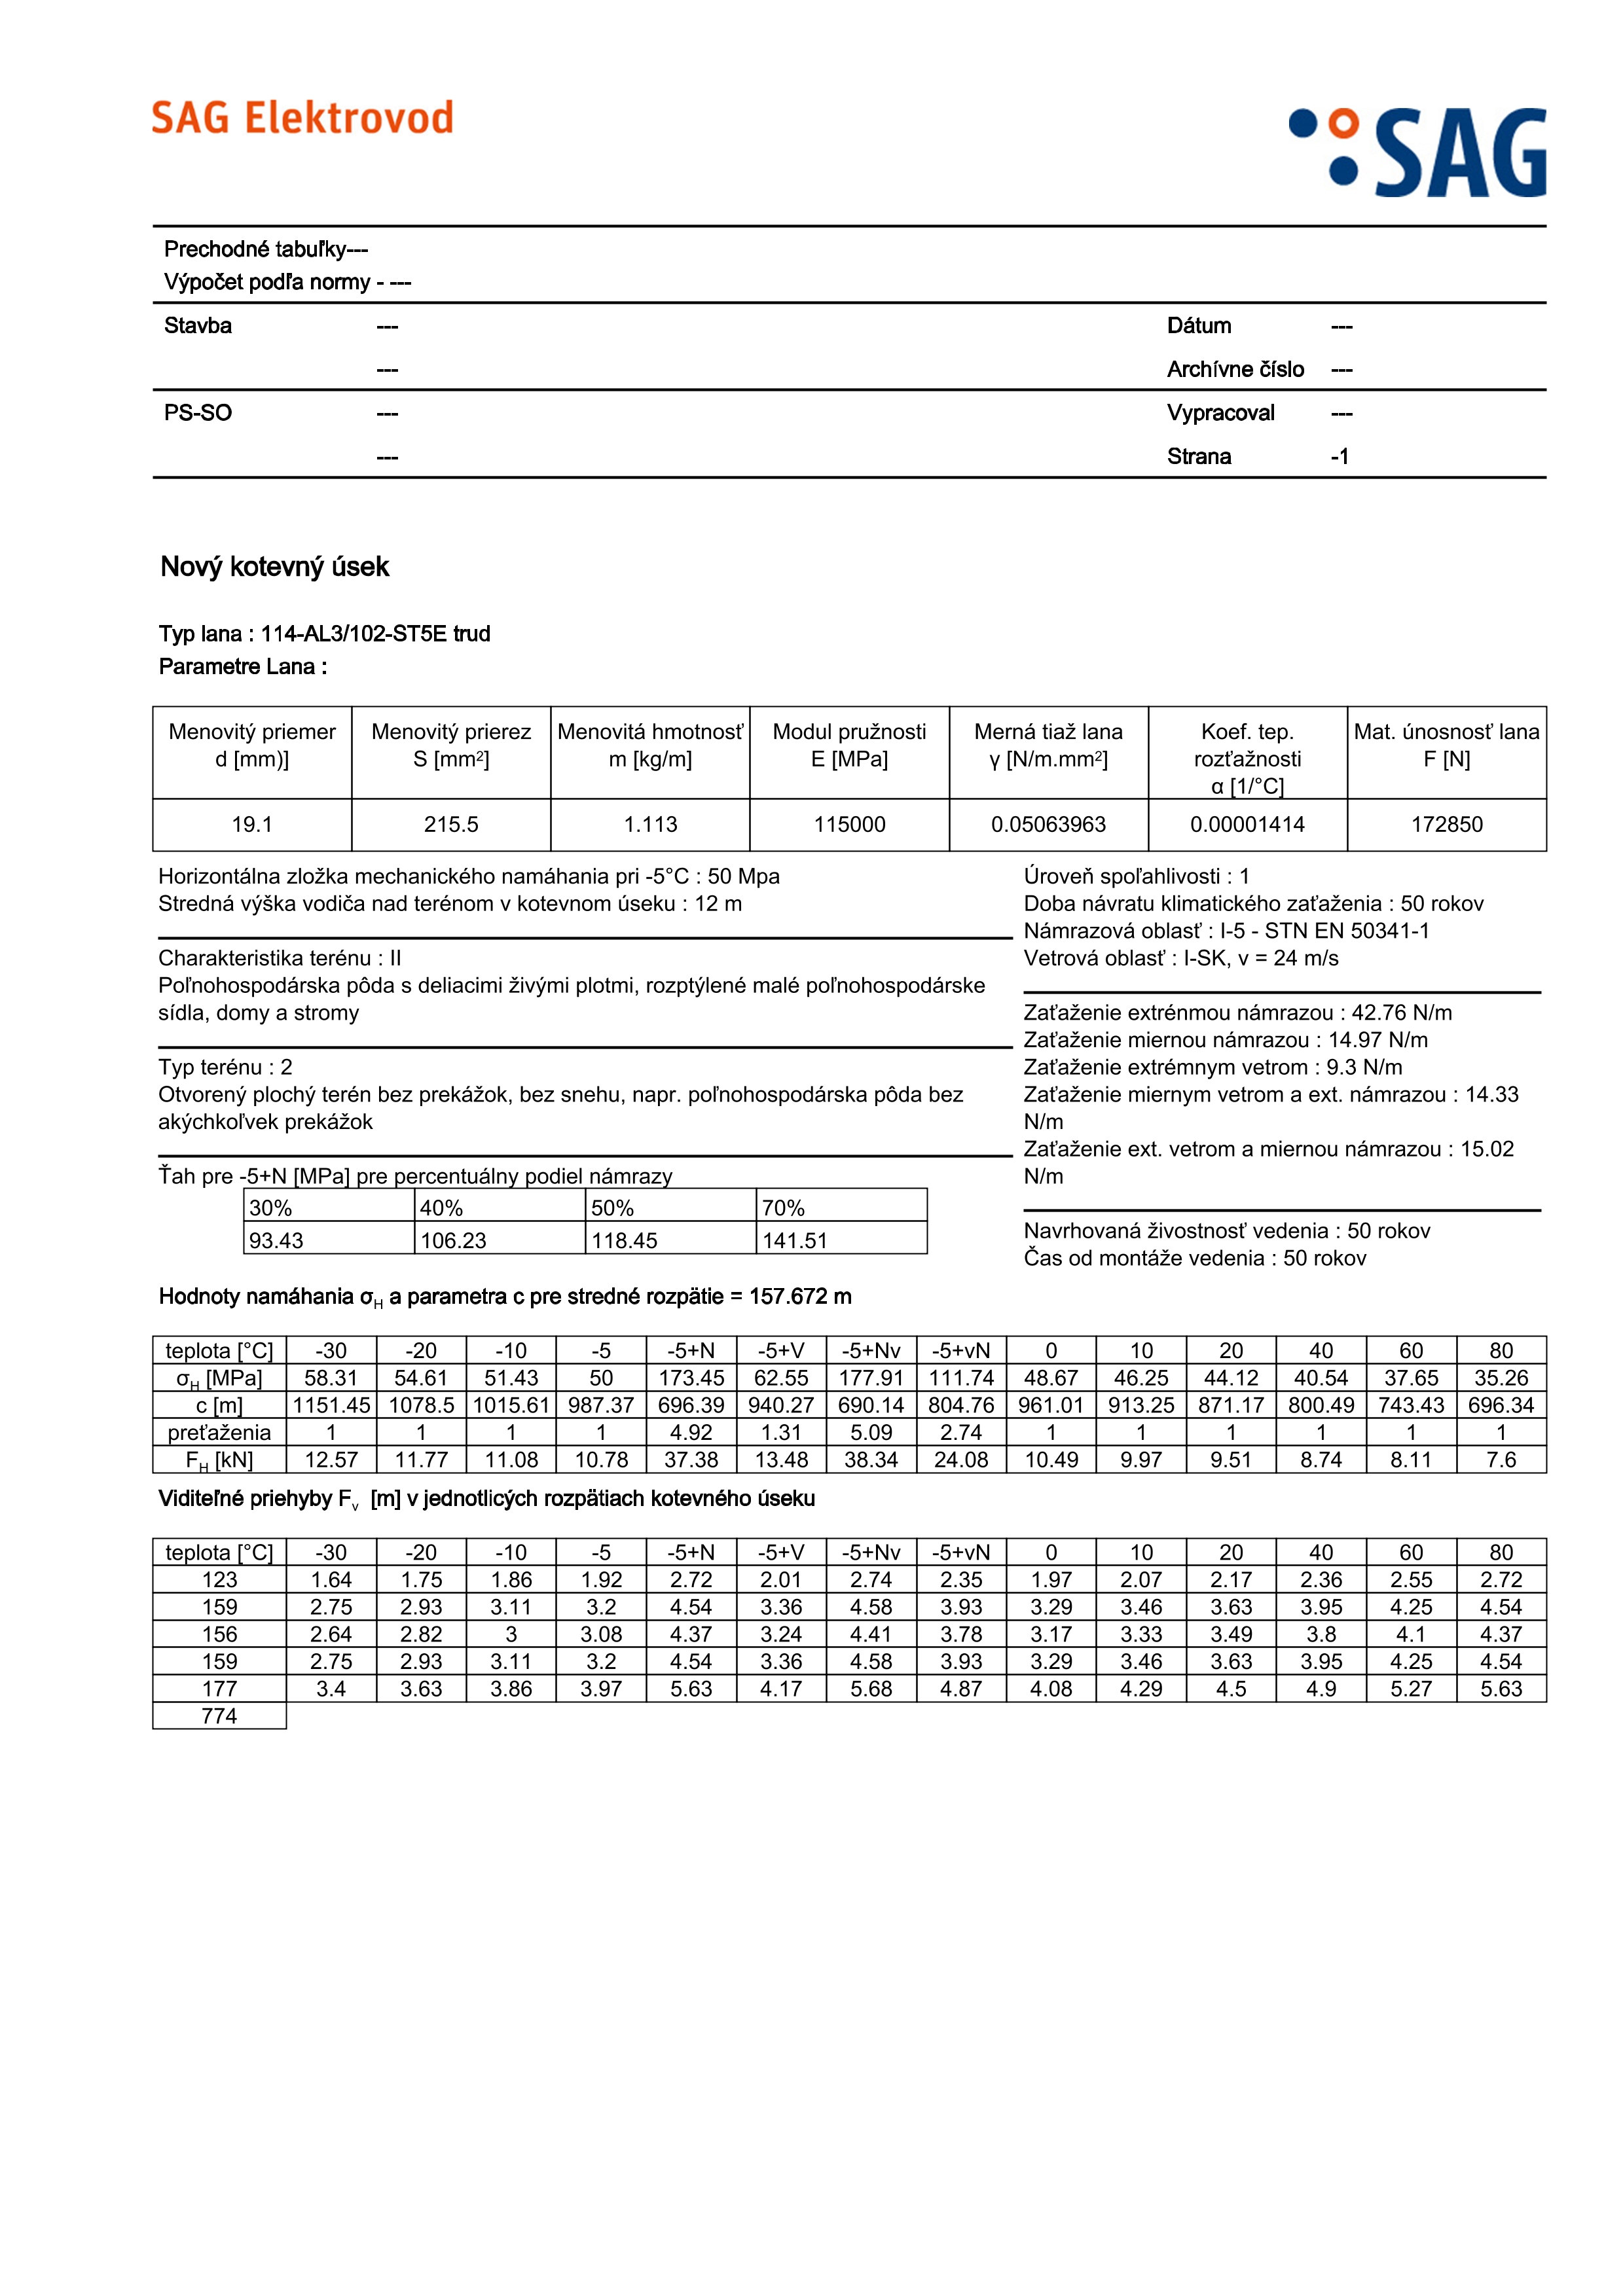 SAG Elektrovod
SAG
Prechodné tabuľky---
Výpočet podľa normy - ---
Stavba --- Dátum ---
--- Archívne číslo ---
PS-SO --- Vypracoval ---
--- Strana -1
Nový kotevný úsek
Typ lana : 114-AL3/102-ST5E trud
Parametre Lana :
Menovitý priemer d [mm)] Menovitý prierez S [mm²] Menovitá hmotnosť m [kg/m] Modul pružnosti E [MPa] Merná tiaž lana γ [N/m.mm²] Koef. tep. rozťažnosti α [1/°C] Mat. únosnosť lana F [N]
19.1 215.5 1.113 115000 0.05063963 0.00001414 172850
Horizontálna zložka mechanického namáhania pri -5°C : 50 Mpa
Stredná výška vodiča nad terénom v kotevnom úseku : 12 m
Charakteristika terénu : II
Poľnohospodárska pôda s deliacimi živými plotmi, rozptýlené malé poľnohospodárske
sídla, domy a stromy
Typ terénu : 2
Otvorený plochý terén bez prekážok, bez snehu, napr. poľnohospodárska pôda bez
akýchkoľvek prekážok
Ťah pre -5+N [MPa] pre percentuálny podiel námrazy
30% 40% 50% 70%
93.43 106.23 118.45 141.51
Úroveň spoľahlivosti : 1
Doba návratu klimatického zaťaženia : 50 rokov
Námrazová oblasť : I-5 - STN EN 50341-1
Vetrová oblasť : I-SK, v = 24 m/s
Zaťaženie extrénmou námrazou : 42.76 N/m
Zaťaženie miernou námrazou : 14.97 N/m
Zaťaženie extrémnym vetrom : 9.3 N/m
Zaťaženie miernym vetrom a ext. námrazou : 14.33
N/m
Zaťaženie ext. vetrom a miernou námrazou : 15.02
N/m
Navrhovaná živostnosť vedenia : 50 rokov
Čas od montáže vedenia : 50 rokov
Hodnoty namáhania σH a parametra c pre stredné rozpätie = 157.672 m
teplota [°C] -30 -20 -10 -5 -5+N -5+V -5+Nv -5+vN 0 10 20 40 60 80
σH [MPa] 58.31 54.61 51.43 50 173.45 62.55 177.91 111.74 48.67 46.25 44.12 40.54 37.65 35.26
c [m] 1151.45 1078.5 1015.61 987.37 696.39 940.27 690.14 804.76 961.01 913.25 871.17 800.49 743.43 696.34
preťaženia 1 1 1 1 4.92 1.31 5.09 2.74 1 1 1 1 1 1
FH [kN] 12.57 11.77 11.08 10.78 37.38 13.48 38.34 24.08 10.49 9.97 9.51 8.74 8.11 7.6
Viditeľné priehyby Fv [m] v jednotlicých rozpätiach kotevného úseku
teplota [°C] -30 -20 -10 -5 -5+N -5+V -5+Nv -5+vN 0 10 20 40 60 80
123 1.64 1.75 1.86 1.92 2.72 2.01 2.74 2.35 1.97 2.07 2.17 2.36 2.55 2.72
159 2.75 2.93 3.11 3.2 4.54 3.36 4.58 3.93 3.29 3.46 3.63 3.95 4.25 4.54
156 2.64 2.82 3 3.08 4.37 3.24 4.41 3.78 3.17 3.33 3.49 3.8 4.1 4.37
159 2.75 2.93 3.11 3.2 4.54 3.36 4.58 3.93 3.29 3.46 3.63 3.95 4.25 4.54
177 3.4 3.63 3.86 3.97 5.63 4.17 5.68 4.87 4.08 4.29 4.5 4.9 5.27 5.63
774